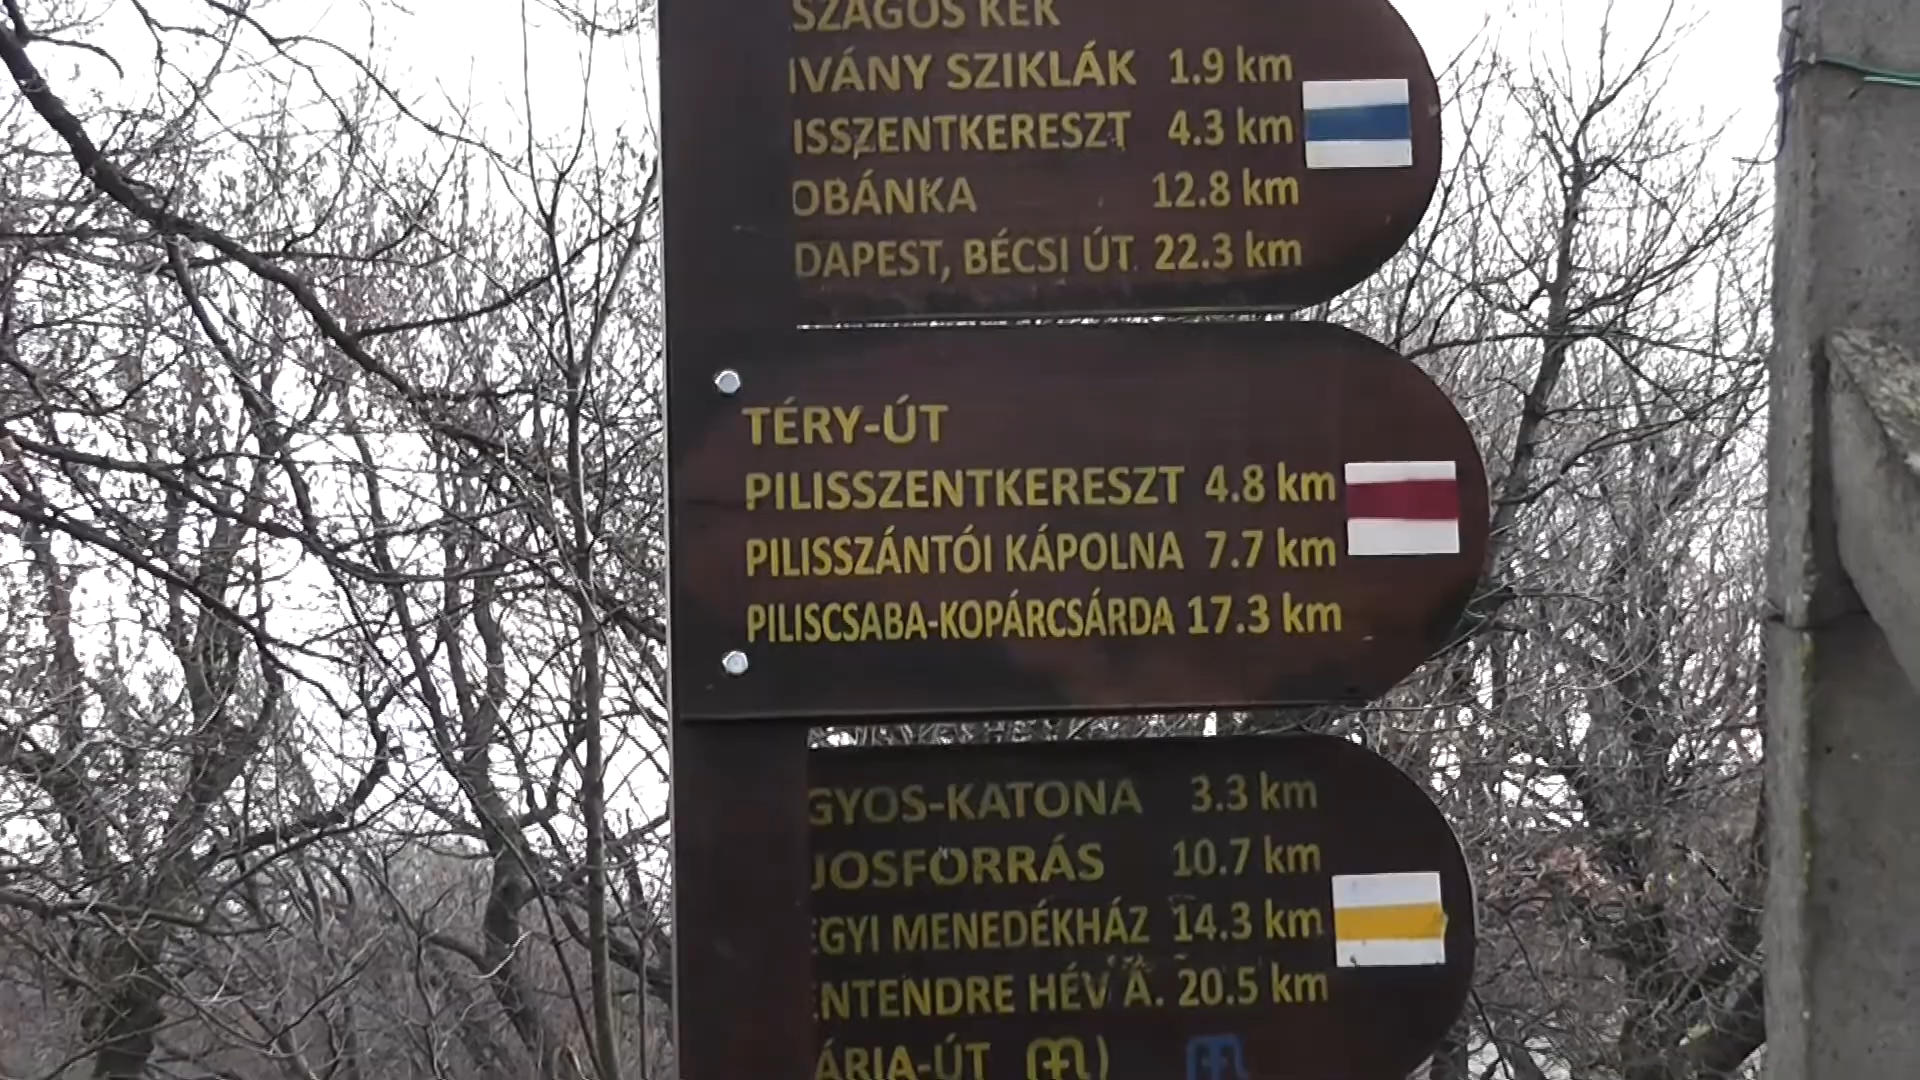 SZÁGOS KÉK
IVÁNY SZIKLÁK 1.9 km
ISSZENTKERESZT 4.3 km
OBÁNKA 12.8 km
DAPEST, BÉCSI ÚT 22.3 km
TÉRY-ÚT
PILISSZENTKERESZT 4.8 km
PILISSZÁNTÓI KÁPOLNA 7.7 km
PILISCSABA-KOPÁRCSÁRDA 17.3 km
GYOS-KATONA 3.3 km
JOSFORRÁS 10.7 km
EGYI MENEDÉKHÁZ 14.3 km
ENTENDRE HÉV Á. 20.5 km
ÁRIA-ÚT